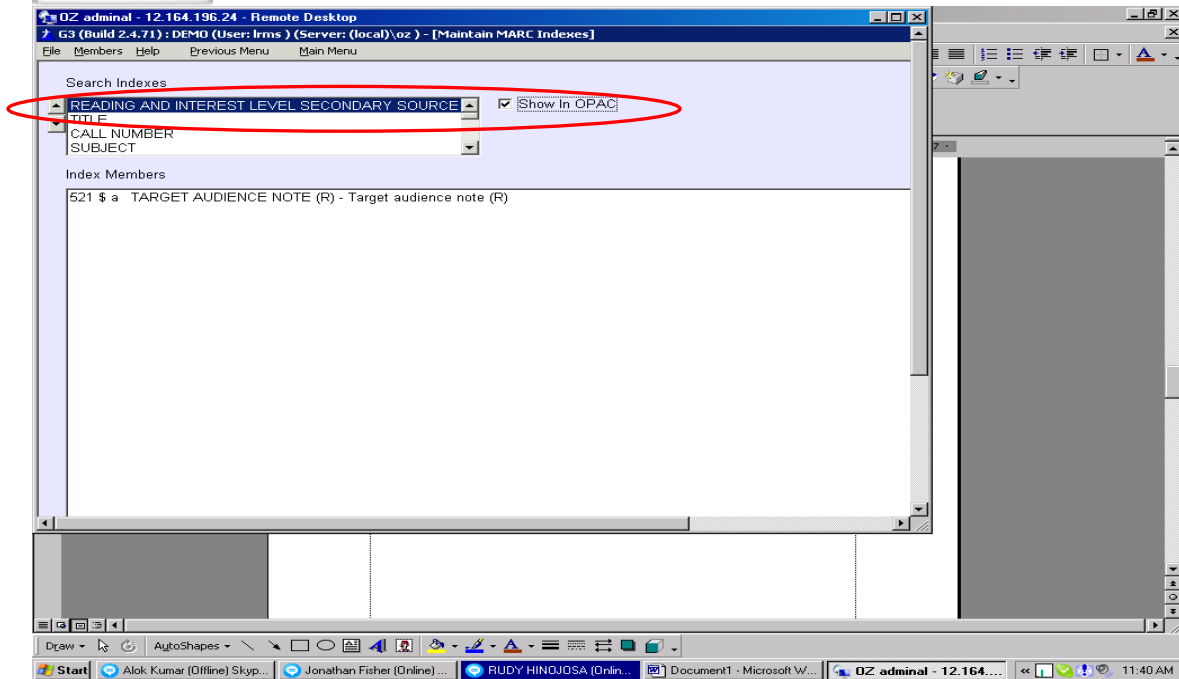 OZ adminal - 12.164.196.24 - Remote Desktop
G3 (Build 2.4.71) : DEMO (User: lrms ) (Server: (local)\oz ) - [Maintain MARC Indexes]
File Members Help Previous Menu Main Menu
Search Indexes
READING AND INTEREST LEVEL SECONDARY SOURCE
Show In OPAC
TITLE
CALL NUMBER
SUBJECT
7
Index Members
521 $ a TARGET AUDIENCE NOTE (R) - Target audience note (R)
Draw AutoShapes
Start Alok Kumar (Offline) Skyp... Jonathan Fisher (Online) ... RUDY HINOJOSA (Onlin... Document1 - Microsoft W... OZ adminal - 12.164.... 11:40 AM